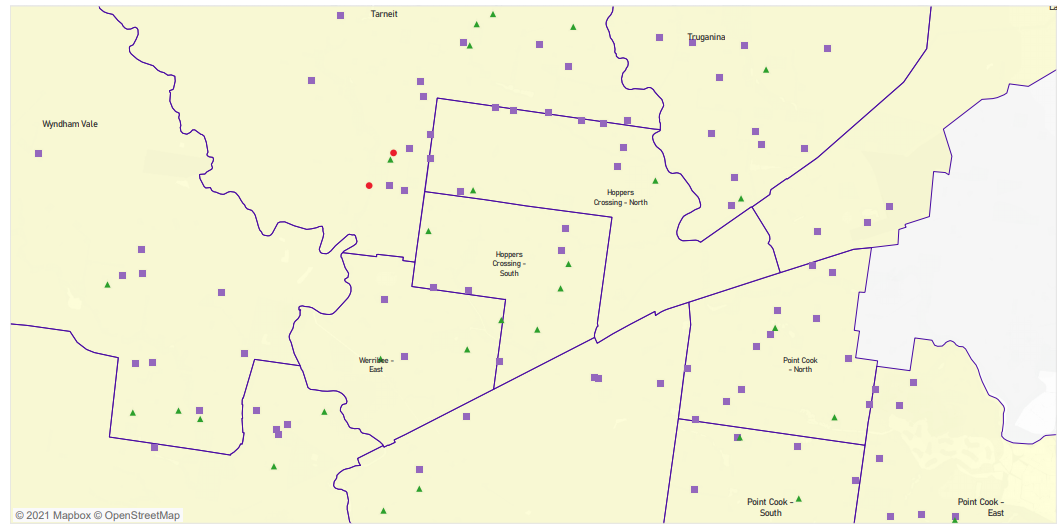 Tarneit
Truganina
Wyndham Vale
Hoppers
Crossing - North
Hoppers
Crossing -
South
Werribee -
East
Point Cook
- North
Point Cook -
South
Point Cook -
East
© 2021 Mapbox © OpenStreetMap